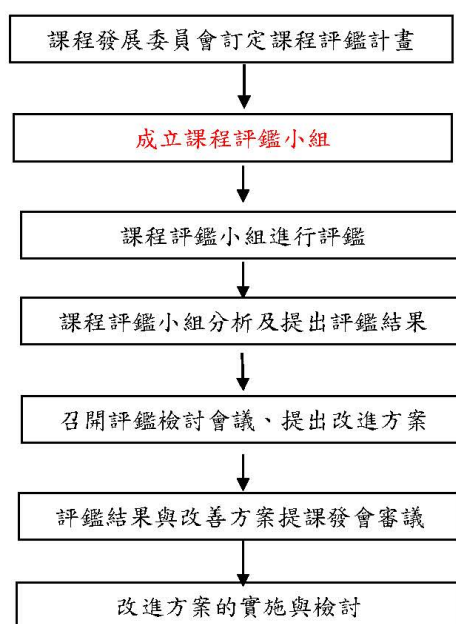 課程發展委員會訂定課程評鑑計畫
成立課程評鑑小組
課程評鑑小組進行評鑑
課程評鑑小組分析及提出評鑑結果
召開評鑑檢討會議、提出改進方案
評鑑結果與改善方案提課發會審議
改進方案的實施與檢討